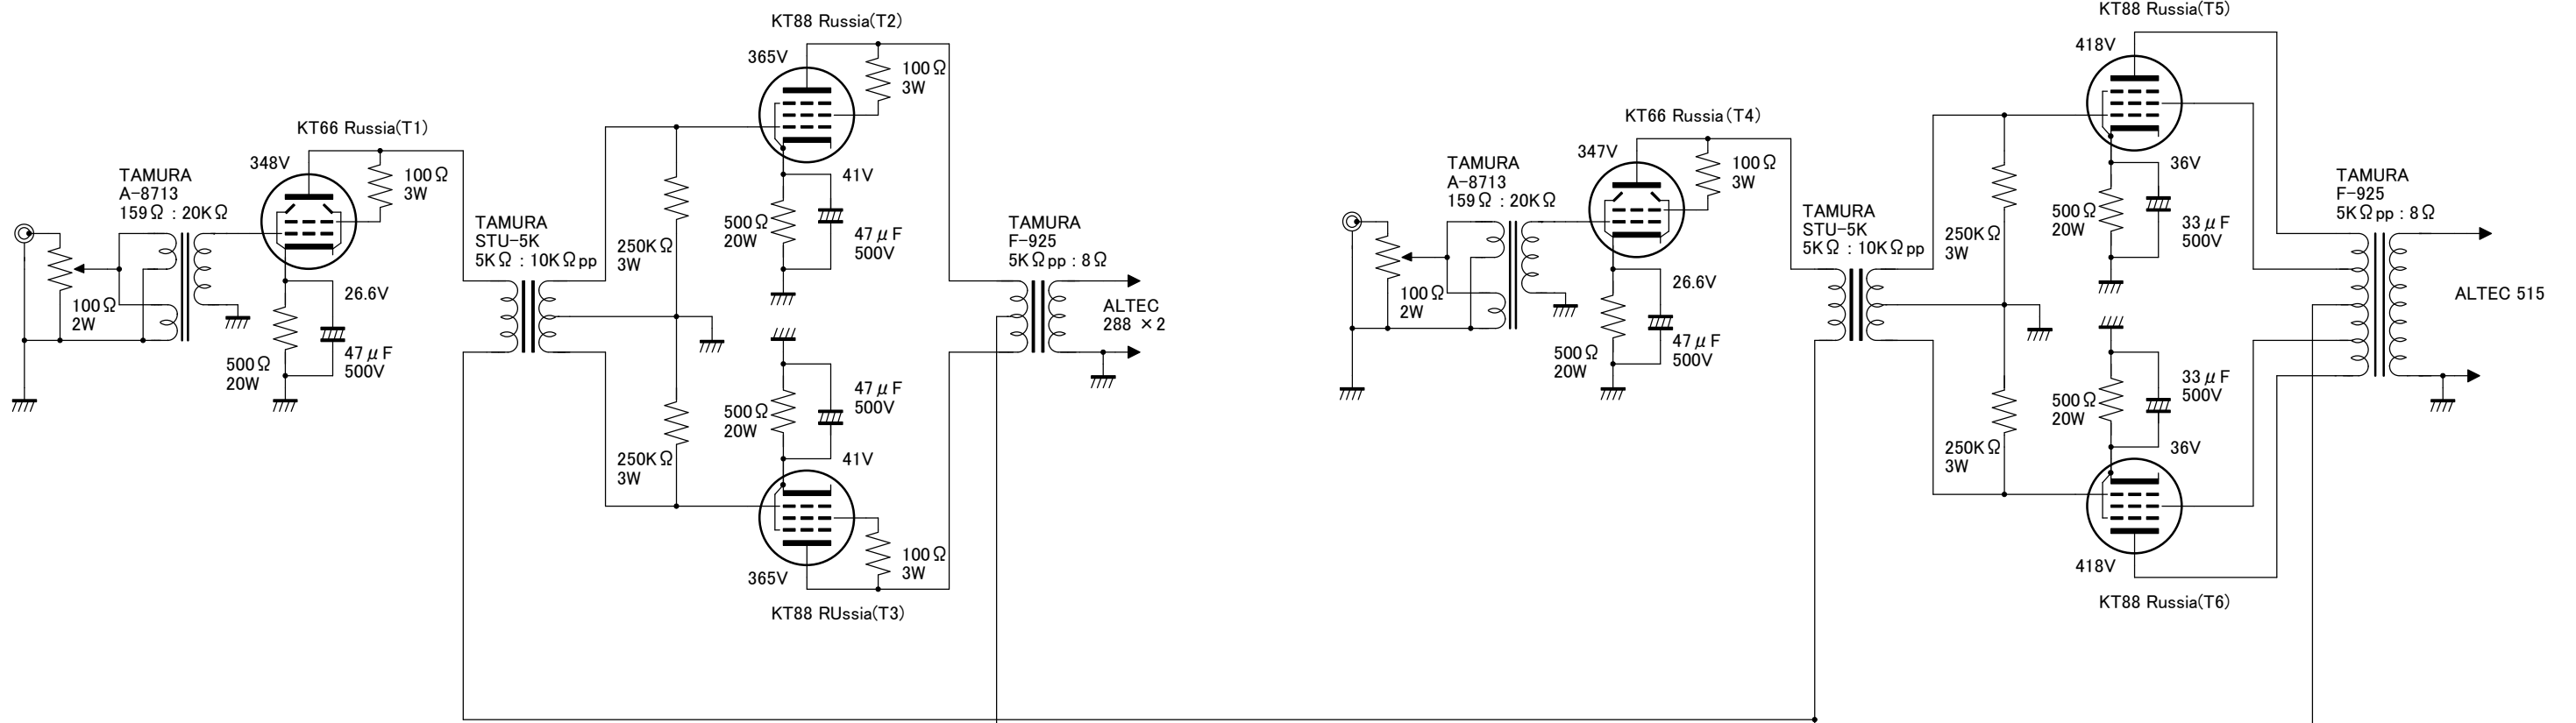 KT88 Russia(T2)
365V
100Ω
3W
KT66 Russia(T1)
348V
100Ω
3W
TAMURA
A-8713
159Ω : 20KΩ
100Ω
2W
26.6V
500Ω
20W
47μF
500V
TAMURA
STU-5K
5KΩ : 10KΩpp
250KΩ
3W
41V
500Ω
20W
47μF
500V
TAMURA
F-925
5KΩpp : 8Ω
ALTEC
288 ×2
500Ω
20W
47μF
500V
250KΩ
3W
41V
100Ω
3W
365V
KT88 RUssia(T3)
KT88 Russia(T5)
418V
KT66 Russia(T4)
347V
100Ω
3W
TAMURA
A-8713
159Ω : 20KΩ
100Ω
2W
26.6V
500Ω
20W
47μF
500V
TAMURA
STU-5K
5KΩ : 10KΩpp
250KΩ
3W
36V
500Ω
20W
33μF
500V
TAMURA
F-925
5KΩpp : 8Ω
ALTEC 515
500Ω
20W
33μF
500V
250KΩ
3W
36V
418V
KT88 Russia(T6)